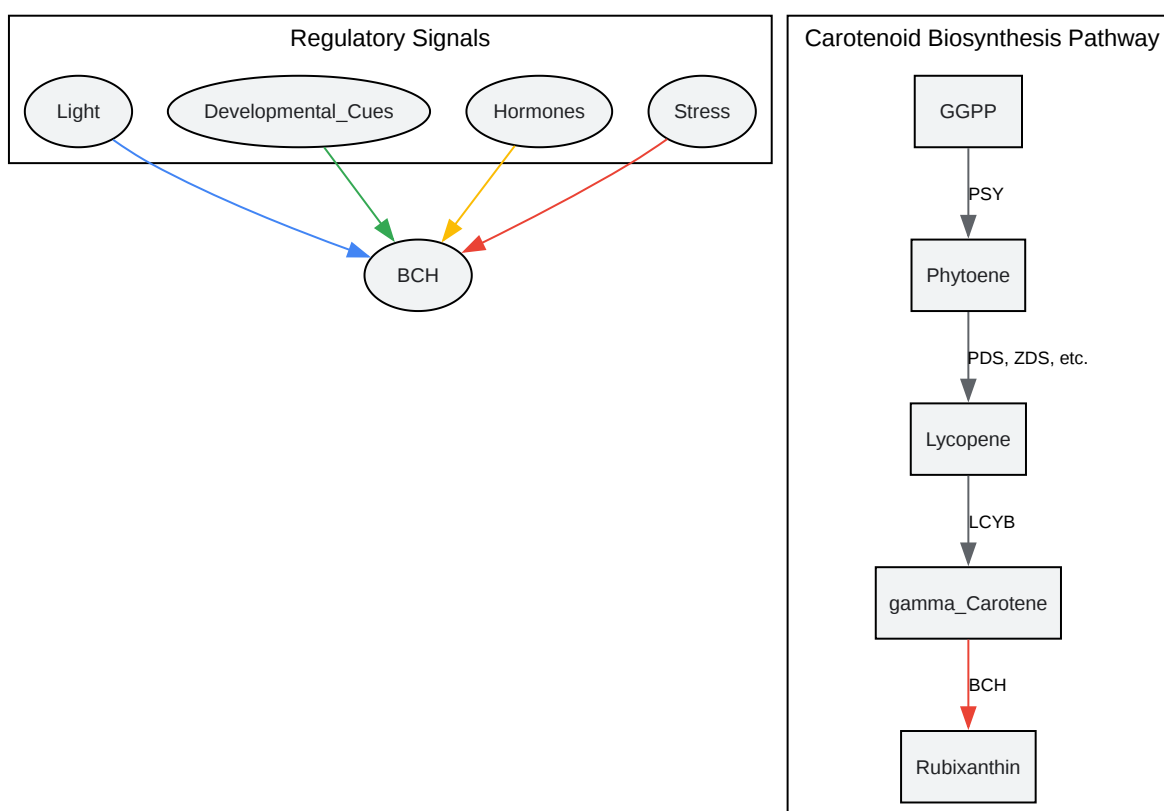 Regulatory Signals
Light
Developmental_Cues
Hormones
Stress
BCH
Carotenoid Biosynthesis Pathway
GGPP
PSY
Phytoene
PDS, ZDS, etc.
Lycopene
LCYB
gamma_Carotene
BCH
Rubixanthin